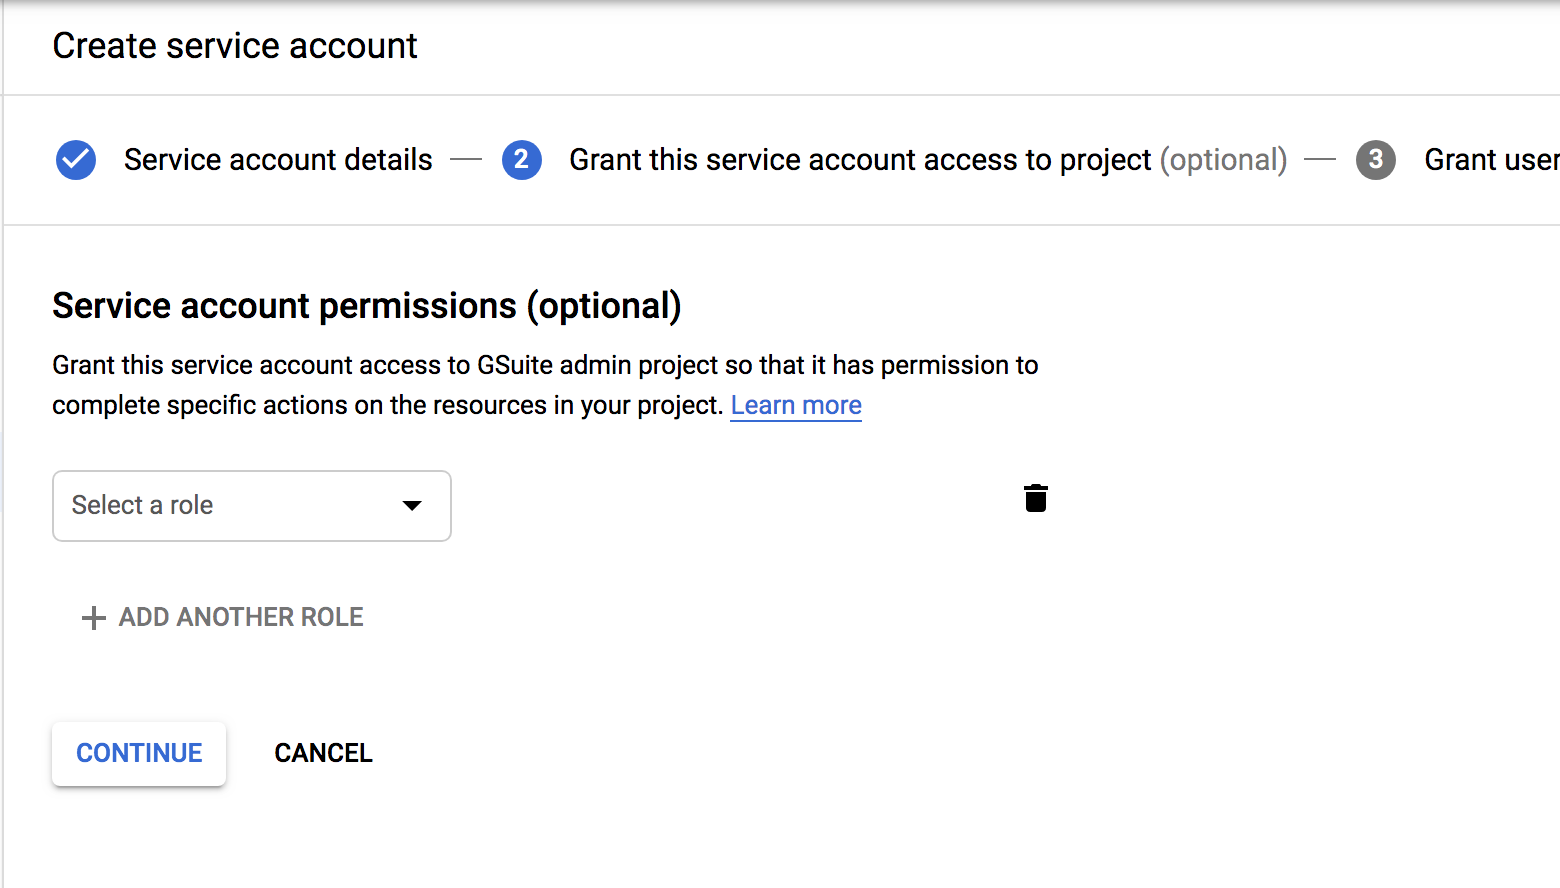 Create service account
Service account details
2 Grant this service account access to project (optional)
3 Grant user
Service account permissions (optional)
Grant this service account access to GSuite admin project so that it has permission to
complete specific actions on the resources in your project. Learn more
Select a role
ADD ANOTHER ROLE
CONTINUE CANCEL